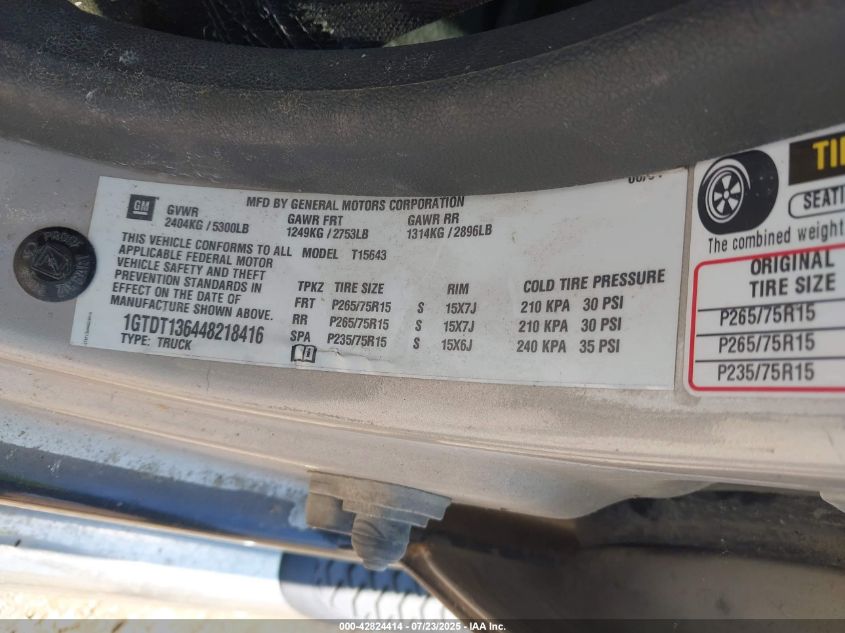 MFD BY GENERAL MOTORS CORPORATION
GM
GVWR GAWR FRT GAWR RR
2404KG / 5300LB 1249KG / 2753LB 1314KG / 2896LB
THIS VEHICLE CONFORMS TO ALL
APPLICABLE FEDERAL MOTOR
VEHICLE SAFETY AND THEFT
PREVENTION STANDARDS IN
EFFECT ON THE DATE OF
MANUFACTURE SHOWN ABOVE.
1GTDT136448218416
TYPE: TRUCK
MODEL T15643
TPKZ TIRE SIZE RIM COLD TIRE PRESSURE
FRT P265/75R15 S 15X7J 210 KPA 30 PSI
RR P265/75R15 S 15X7J 210 KPA 30 PSI
SPA P235/75R15 S 15X6J 240 KPA 35 PSI
TI
SEATI
The combined weight
ORIGINAL
TIRE SIZE
P265/75R15
P265/75R15
P235/75R15
000-42824414 - 07/23/2025 - IAA Inc.